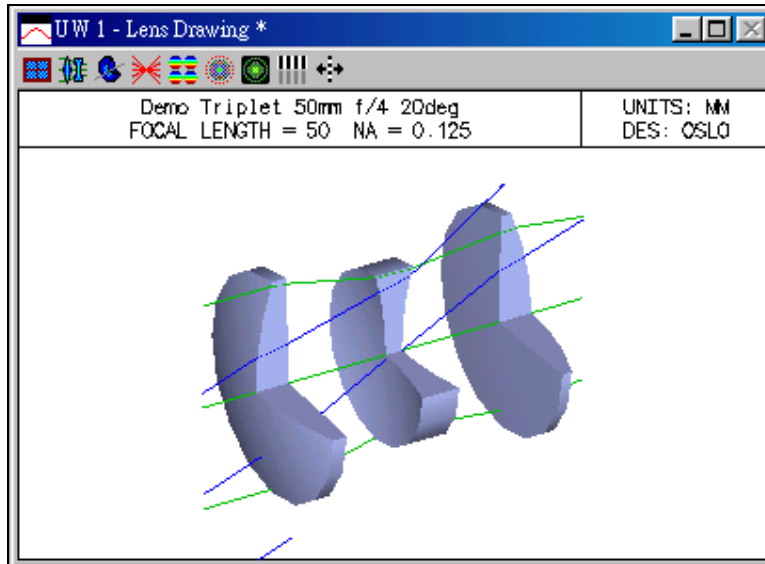 UW 1 - Lens Drawing *
Demo Triplet 50mm f/4 20deg
FOCAL LENGTH = 50 NA = 0.125
UNITS: MM
DES: OSLO